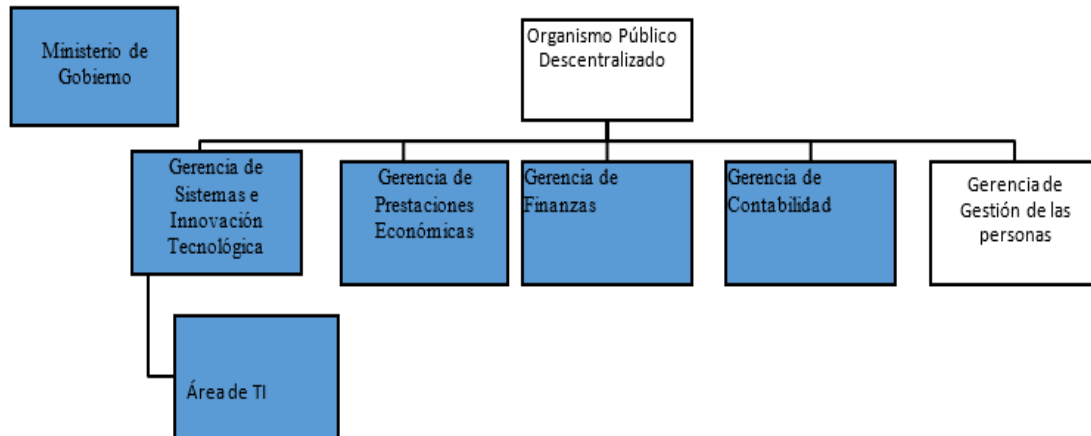 Ministerio de
Gobierno
Organismo Público
Descentralizado
Gerencia de
Sistemas e
Innovación
Tecnológica
Gerencia de
Prestaciones
Económicas
Gerencia de
Finanzas
Gerencia de
Contabilidad
Gerencia de
Gestión de las
personas
Área de TI